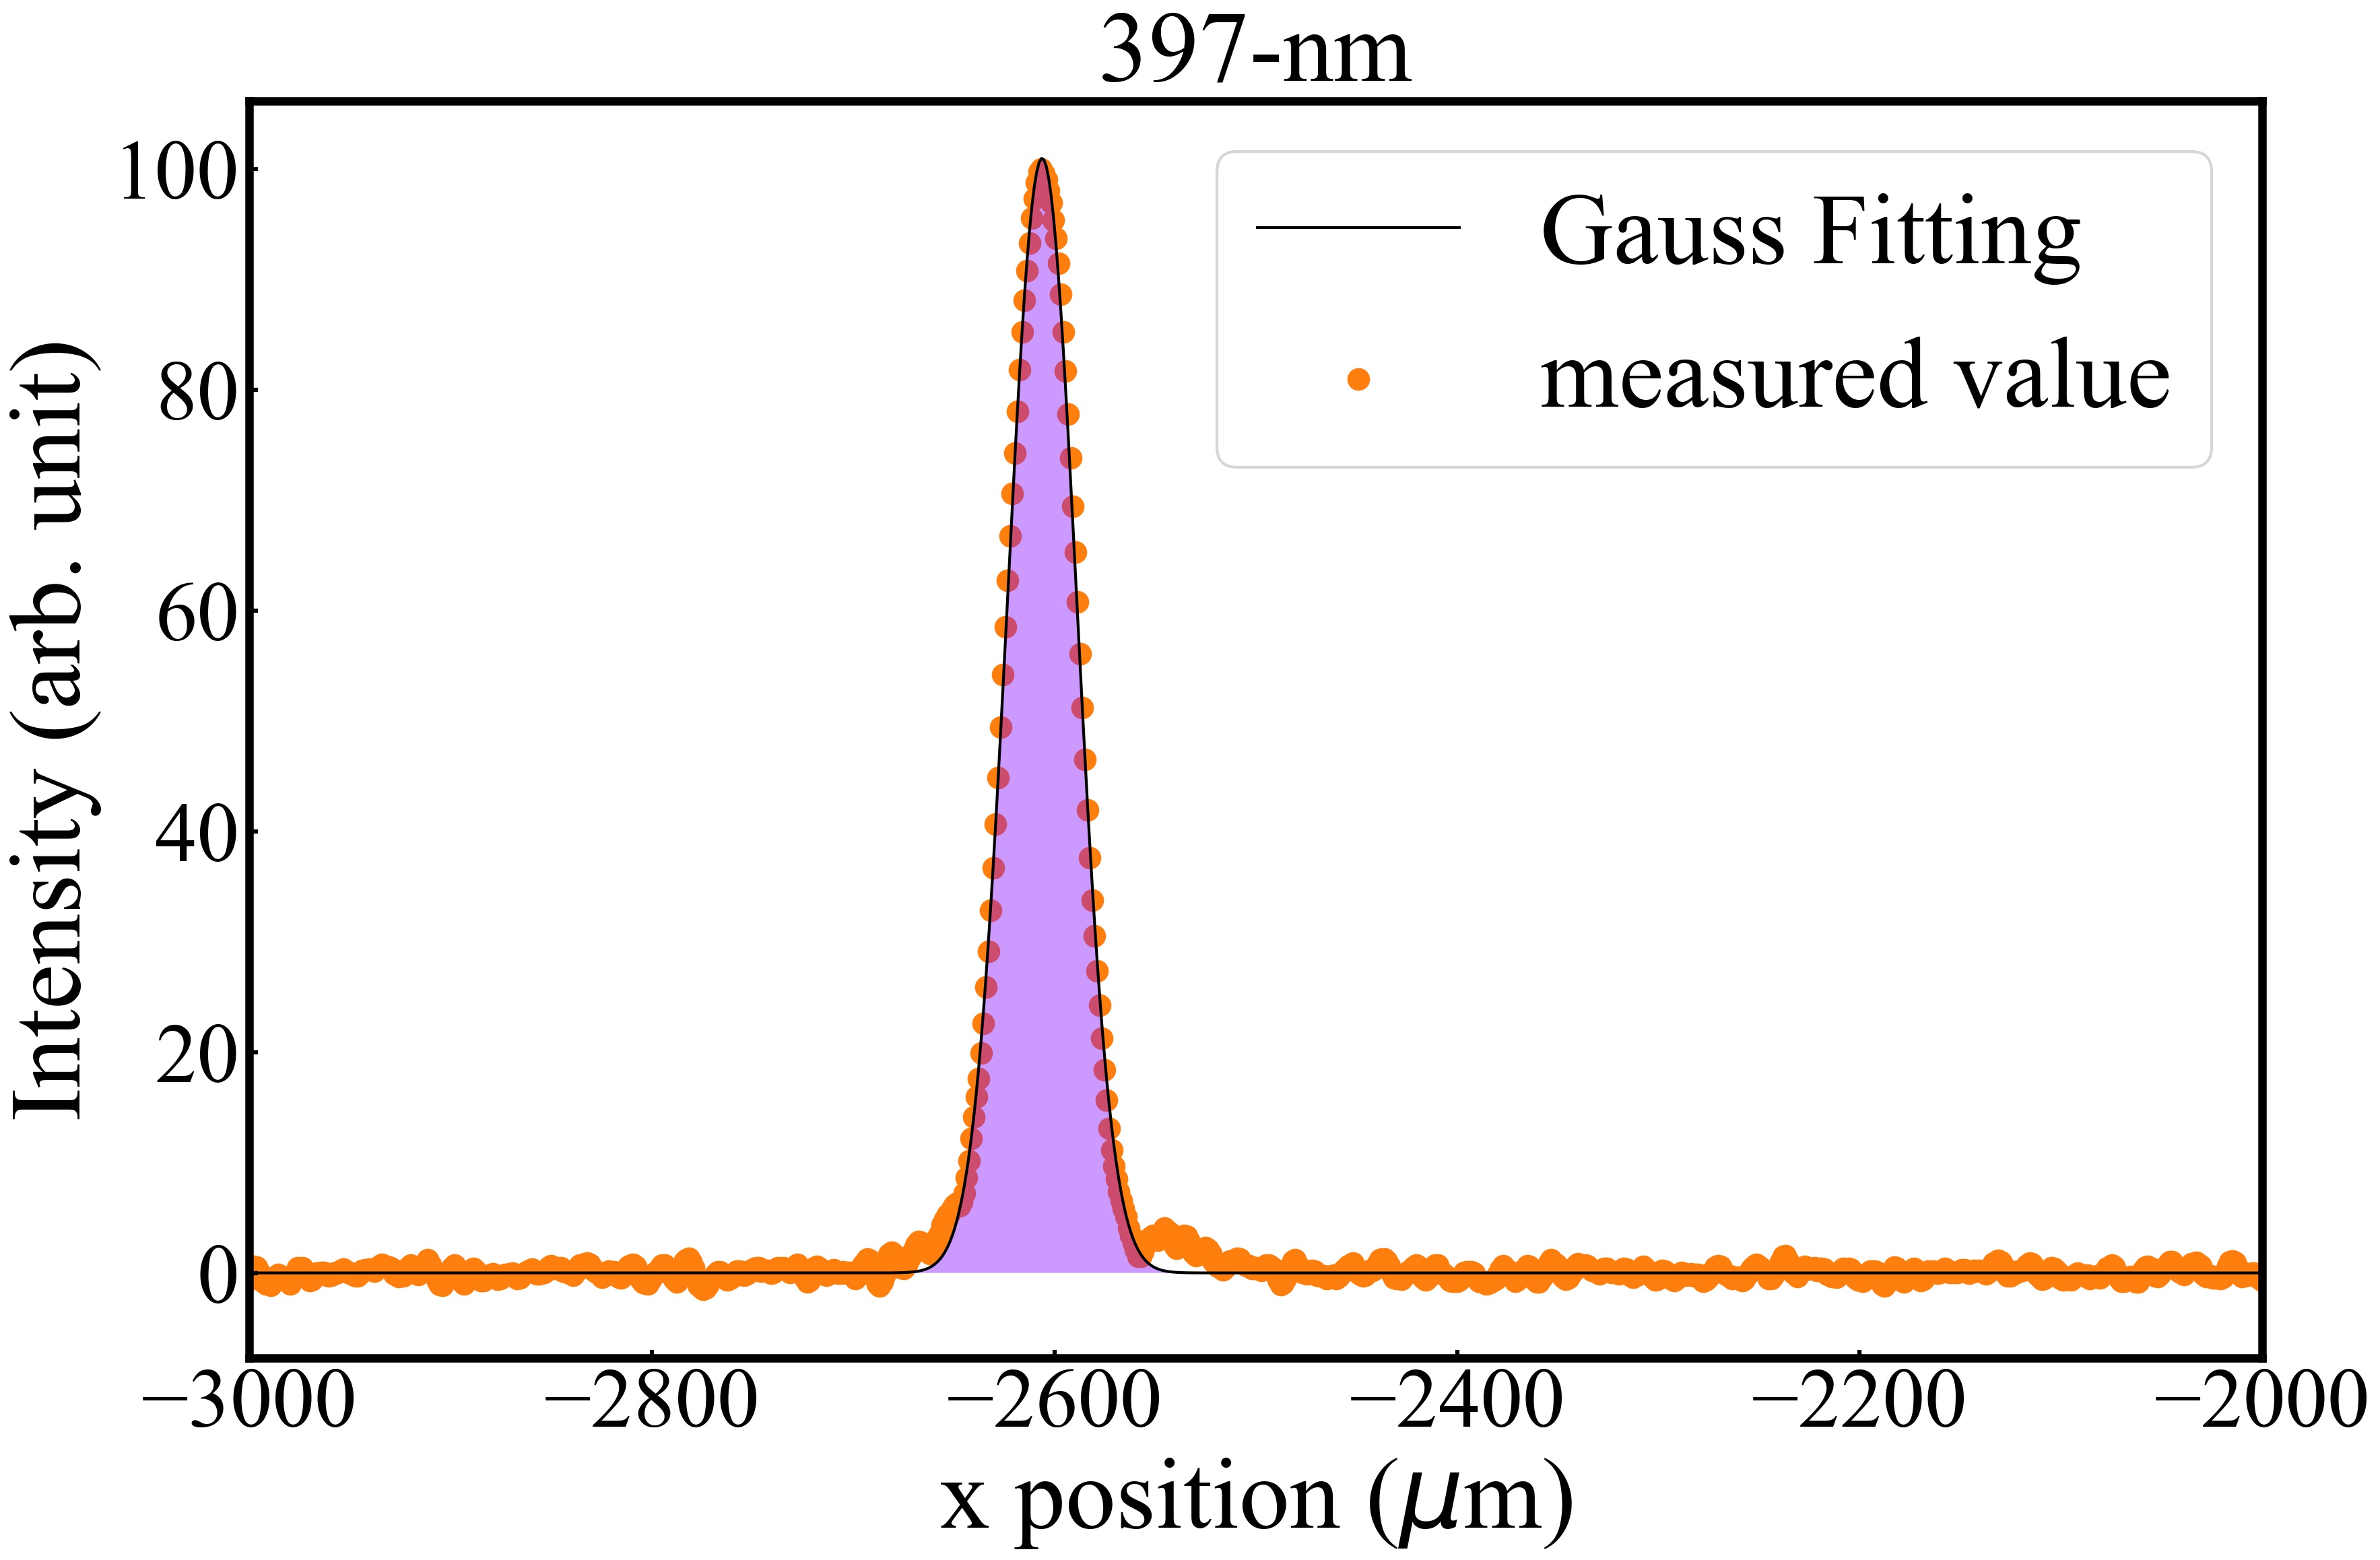 397-nm
Intensity (arb. unit)
100
80
60
40
20
0
Gauss Fitting
measured value
−3000 −2800 −2600 −2400 −2200 −2000
x position (μm)